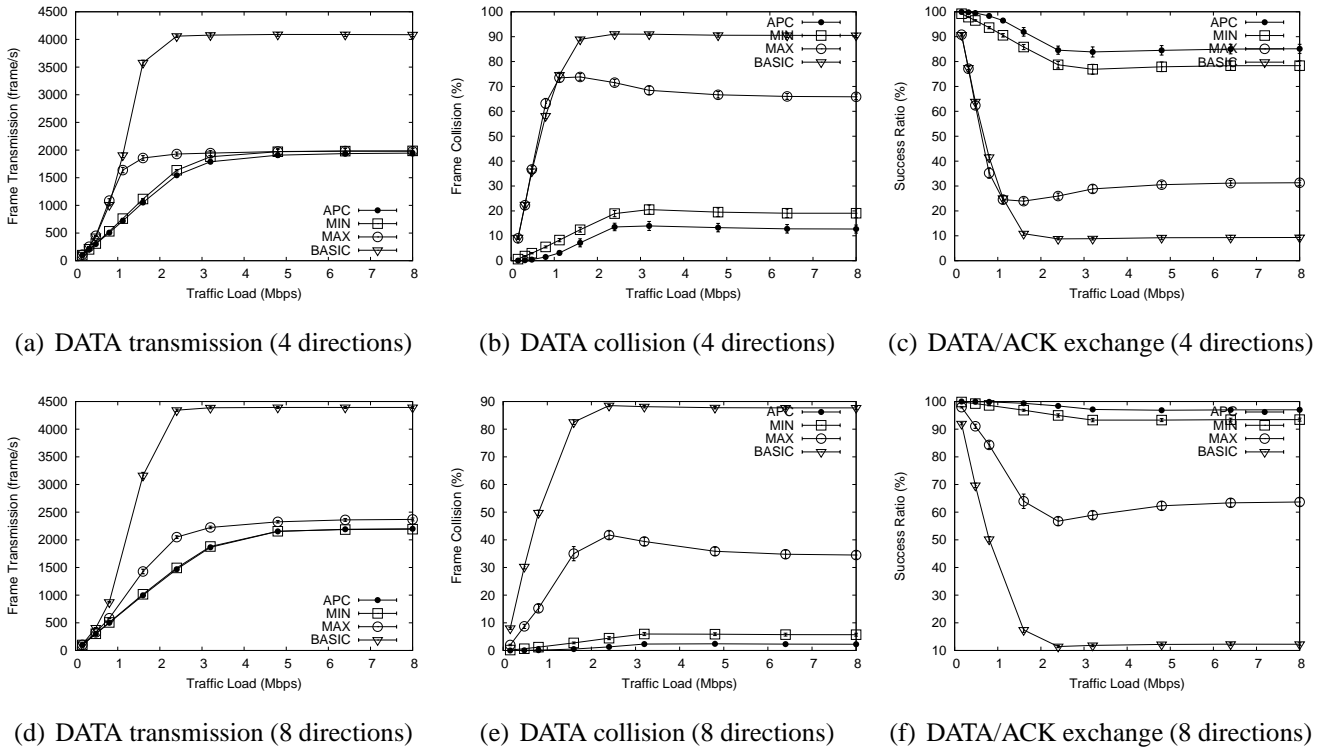 4500
4000
3500
3000
2500
2000
1500
1000
500
0
Frame Transmission (frame/s)
APC
MIN
MAX
BASIC
0 1 2 3 4 5 6 7 8
Traffic Load (Mbps)
(a) DATA transmission (4 directions)
100
90
80
70
60
50
40
30
20
10
0
Frame Collision (%)
APC
MIN
MAX
BASIC
0 1 2 3 4 5 6 7 8
Traffic Load (Mbps)
(b) DATA collision (4 directions)
100
90
80
70
60
50
40
30
20
10
0
Success Ratio (%)
APC
MIN
MAX
BASIC
0 1 2 3 4 5 6 7 8
Traffic Load (Mbps)
(c) DATA/ACK exchange (4 directions)
4500
4000
3500
3000
2500
2000
1500
1000
500
0
Frame Transmission (frame/s)
APC
MIN
MAX
BASIC
0 1 2 3 4 5 6 7 8
Traffic Load (Mbps)
(d) DATA transmission (8 directions)
90
80
70
60
50
40
30
20
10
0
Frame Collision (%)
APC
MIN
MAX
BASIC
0 1 2 3 4 5 6 7 8
Traffic Load (Mbps)
(e) DATA collision (8 directions)
100
90
80
70
60
50
40
30
20
10
Success Ratio (%)
APC
MIN
MAX
BASIC
0 1 2 3 4 5 6 7 8
Traffic Load (Mbps)
(f) DATA/ACK exchange (8 directions)